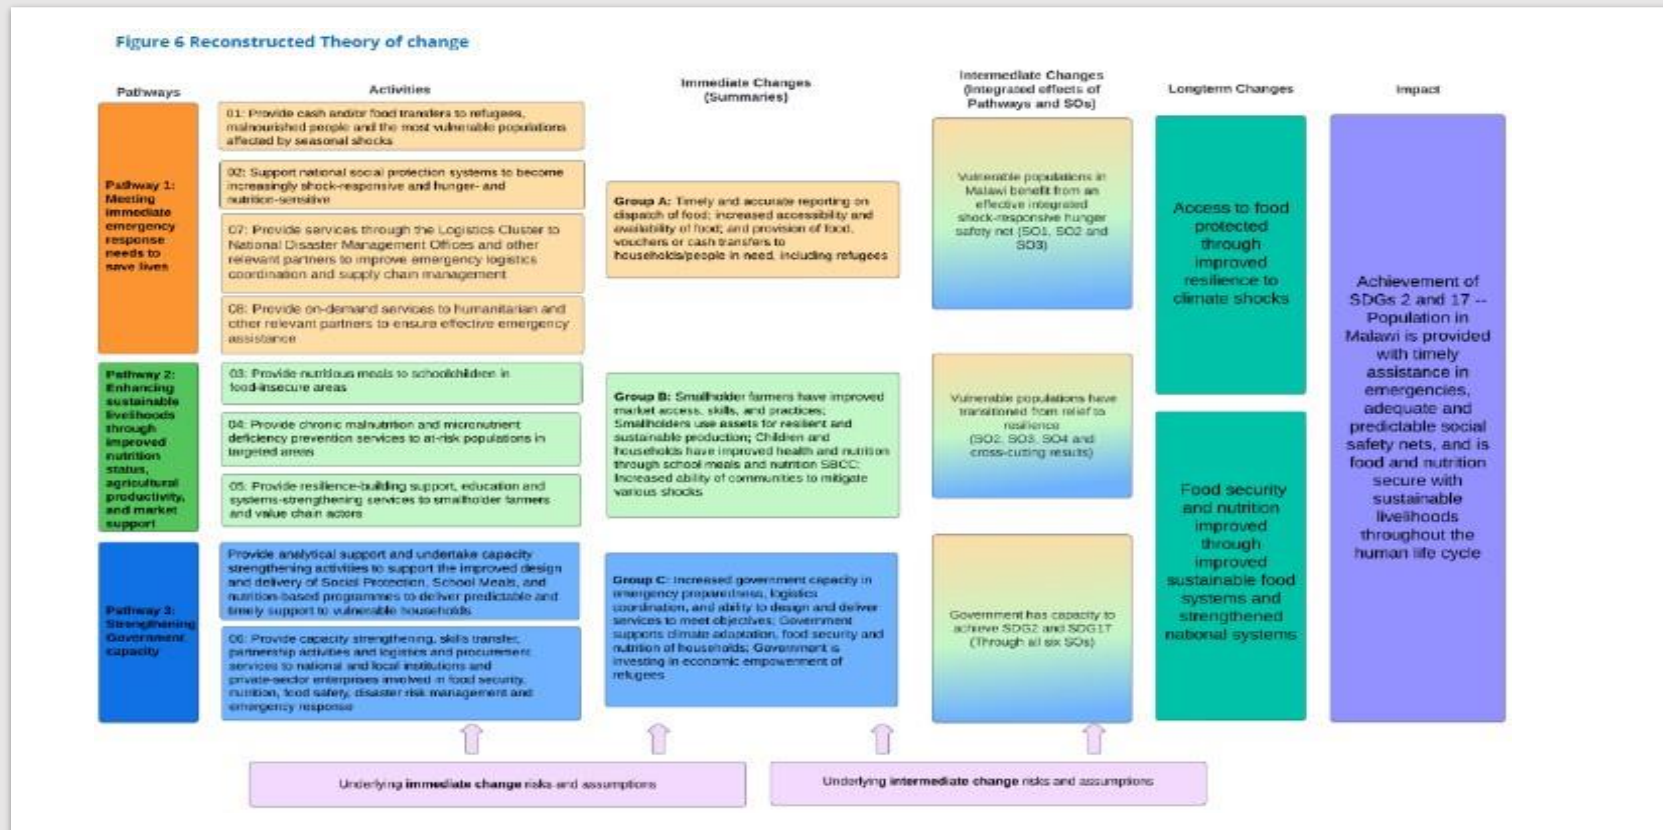 Figure 6 Reconstructed Theory of change
Pathways
Activities
Immediate Changes
(Summaries)
Intermediate Changes
(Integrated effects of
Pathways and SOs)
Longterm Changes
Impact
Pathway 1:
Meeting
immediate
emergency
response
needs to
save lives
01: Provide cash and/or food transfers to refugees,
malnourished people and the most vulnerable populations
affected by seasonal shocks
02: Support national social protection systems to become
increasingly shock-responsive and hunger- and
nutrition-sensitive
07: Provide services through the Logistics Cluster to
National Disaster Management Offices and other
relevant partners to improve emergency logistics
coordination and supply chain management
08: Provide on-demand services to humanitarian and
other relevant partners to ensure effective emergency
assistance
Group A: Timely and accurate reporting on
dispatch of food; increased accessibility and
availability of food; and provision of food,
vouchers or cash transfers to
households/people in need, including refugees
Vulnerable populations in
Malawi benefit from an
effective integrated
shock-responsive hunger
safety net (SO1, SO2 and
SO3)
Pathway 2:
Enhancing
sustainable
livelihoods
through
improved
nutrition
status,
agricultural
productivity,
and market
support
03: Provide nutritious meals to schoolchildren in
food-insecure areas
04: Provide chronic malnutrition and micronutrient
deficiency prevention services to at-risk populations in
targeted areas
05: Provide resilience-building support, education and
systems-strengthening services to smallholder farmers
and value chain actors
Group B: Smallholder farmers have improved
market access, skills, and practices;
Smallholders use assets for resilient and
sustainable production; Children and
households have improved health and nutrition
through school meals and nutrition SBCC;
Increased ability of communities to mitigate
various shocks
Vulnerable populations have
transitioned from relief to
resilience
(SO2, SO3, SO4 and
cross-cutting results)
Pathway 3:
Strengthening
Government
capacity
Provide analytical support and undertake capacity
strengthening activities to support the improved design
and delivery of Social Protection, School Meals, and
nutrition-based programmes to deliver predictable and
timely support to vulnerable households
06: Provide capacity strengthening, skills transfer,
partnership activities and logistics and procurement
services to national and local institutions and
private-sector enterprises involved in food security,
nutrition, food safety, disaster risk management and
emergency response
Group C: Increased government capacity in
emergency preparedness, logistics
coordination, and ability to design and deliver
services to meet objectives; Government
supports climate adaptation, food security and
nutrition of households; Government is
investing in economic empowerment of
refugees
Government has capacity to
achieve SDG2 and SDG17
(Through all six SOs)
Access to food
protected
through
improved
resilience to
climate shocks
Food security
and nutrition
improved
through
improved
sustainable food
systems and
strengthened
national systems
Achievement of
SDGs 2 and 17 --
Population in
Malawi is provided
with timely
assistance in
emergencies,
adequate and
predictable social
safety nets, and is
food and nutrition
secure with
sustainable
livelihoods
throughout the
human life cycle
Underlying immediate change risks and assumptions
Underlying intermediate change risks and assumptions